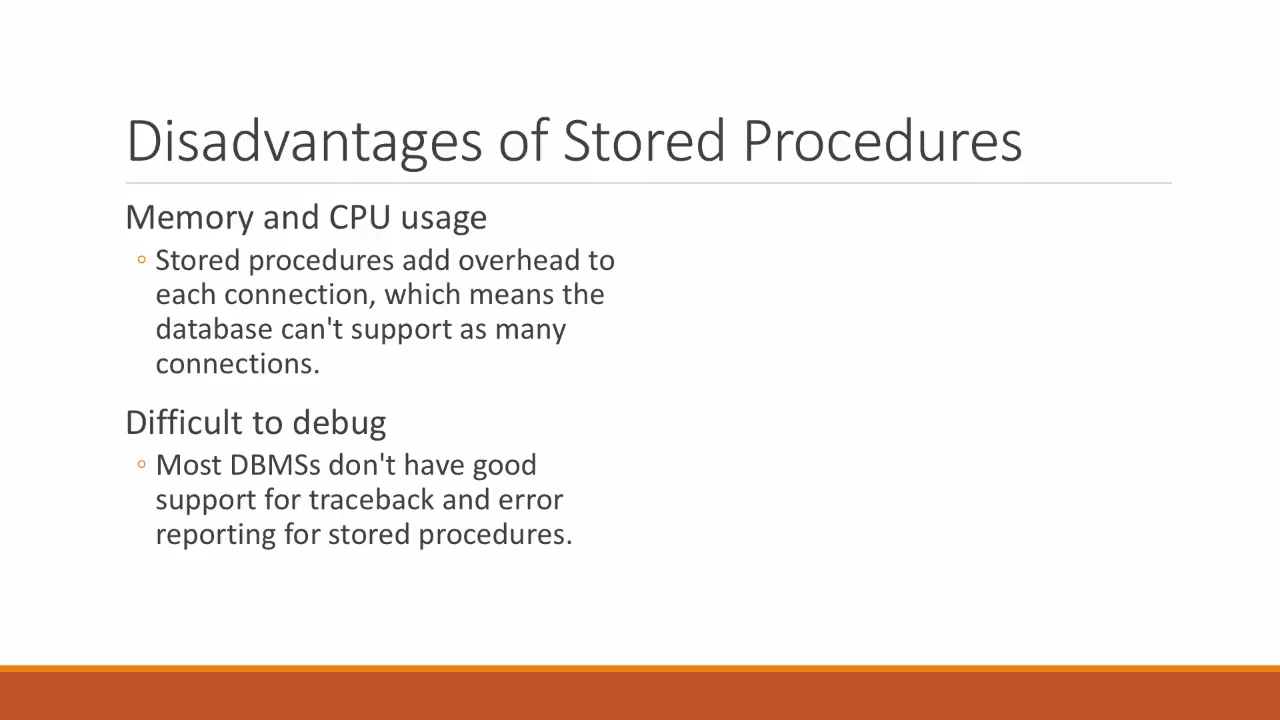 Disadvantages of Stored Procedures
Memory and CPU usage
◦ Stored procedures add overhead to
each connection, which means the
database can't support as many
connections.
Difficult to debug
◦ Most DBMSs don't have good
support for traceback and error
reporting for stored procedures.